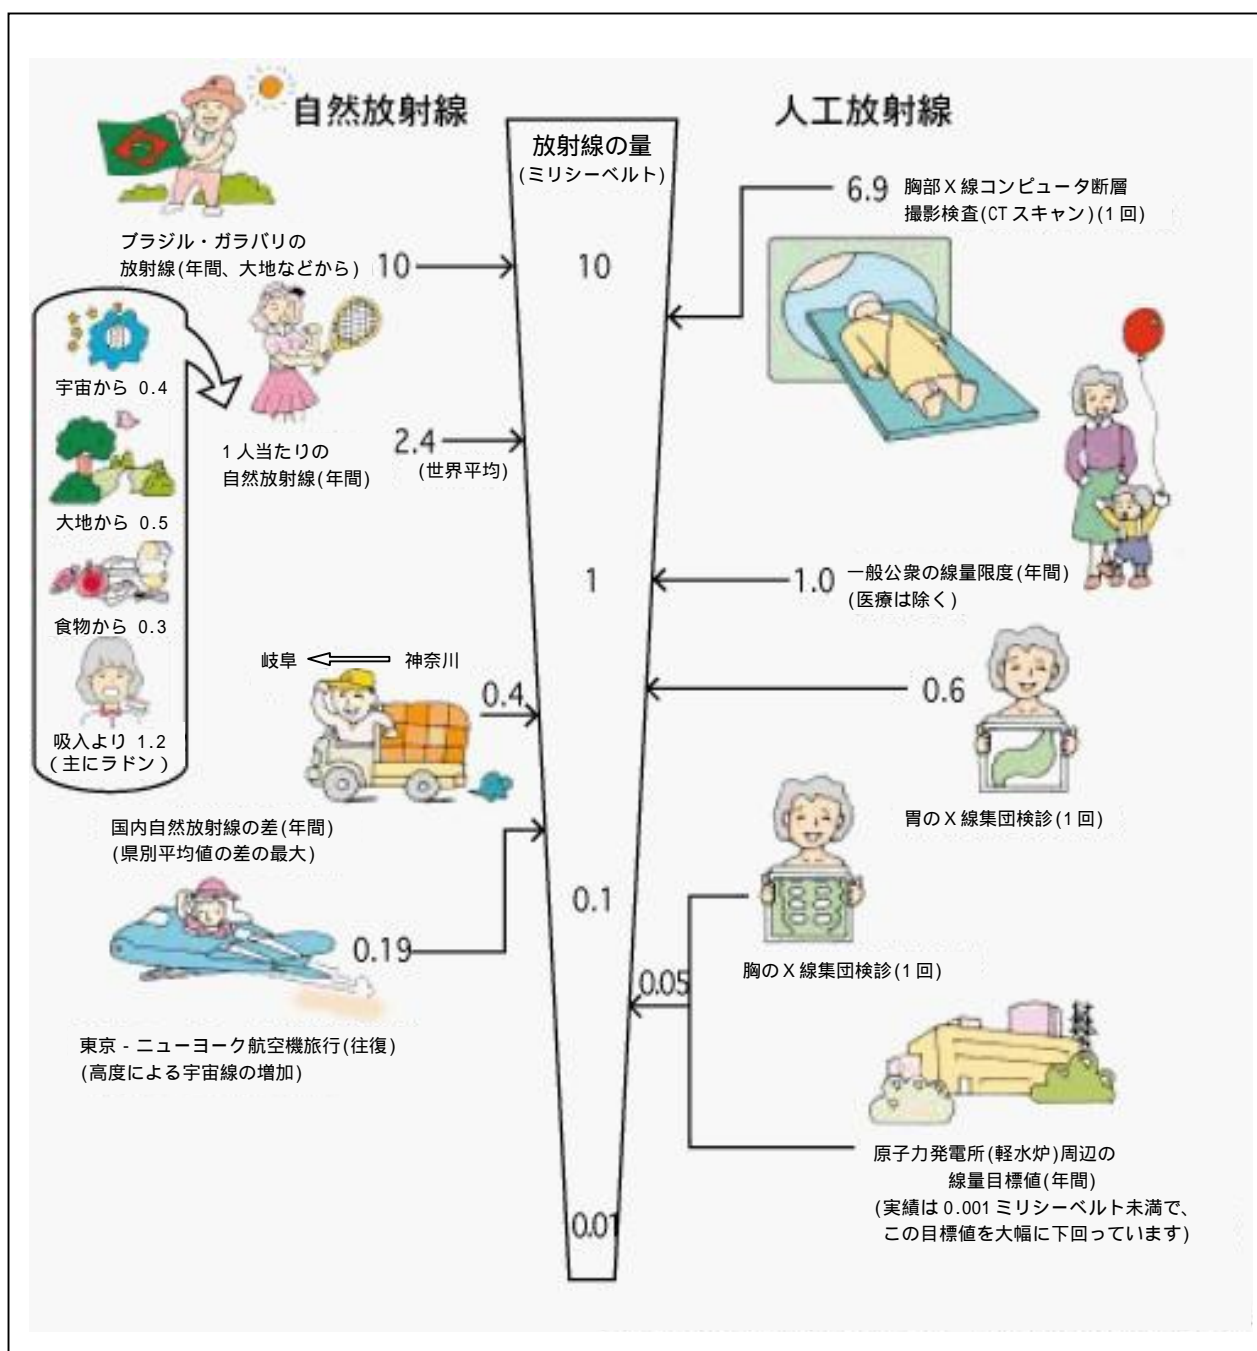 自然放射線
人工放射線
放射線の量
(ミリシーベルト)
10
1
0.1
0.01
ブラジル・ガラバリの
放射線(年間、大地などから)
10
宇宙から 0.4
大地から 0.5
食物から 0.3
吸入より 1.2
(主にラドン)
1人当たりの
自然放射線(年間)
2.4
(世界平均)
岐阜
神奈川
0.4
国内自然放射線の差(年間)
(県別平均値の差の最大)
0.19
東京 - ニューヨーク航空機旅行(往復)
(高度による宇宙線の増加)
6.9
胸部X線コンピュータ断層
撮影検査(CTスキャン)(1回)
1.0
一般公衆の線量限度(年間)
(医療は除く)
0.6
胃のX線集団検診(1回)
胸のX線集団検診(1回)
0.05
原子力発電所(軽水炉)周辺の
線量目標値(年間)
(実績は0.001ミリシーベルト未満で、
この目標値を大幅に下回っています)